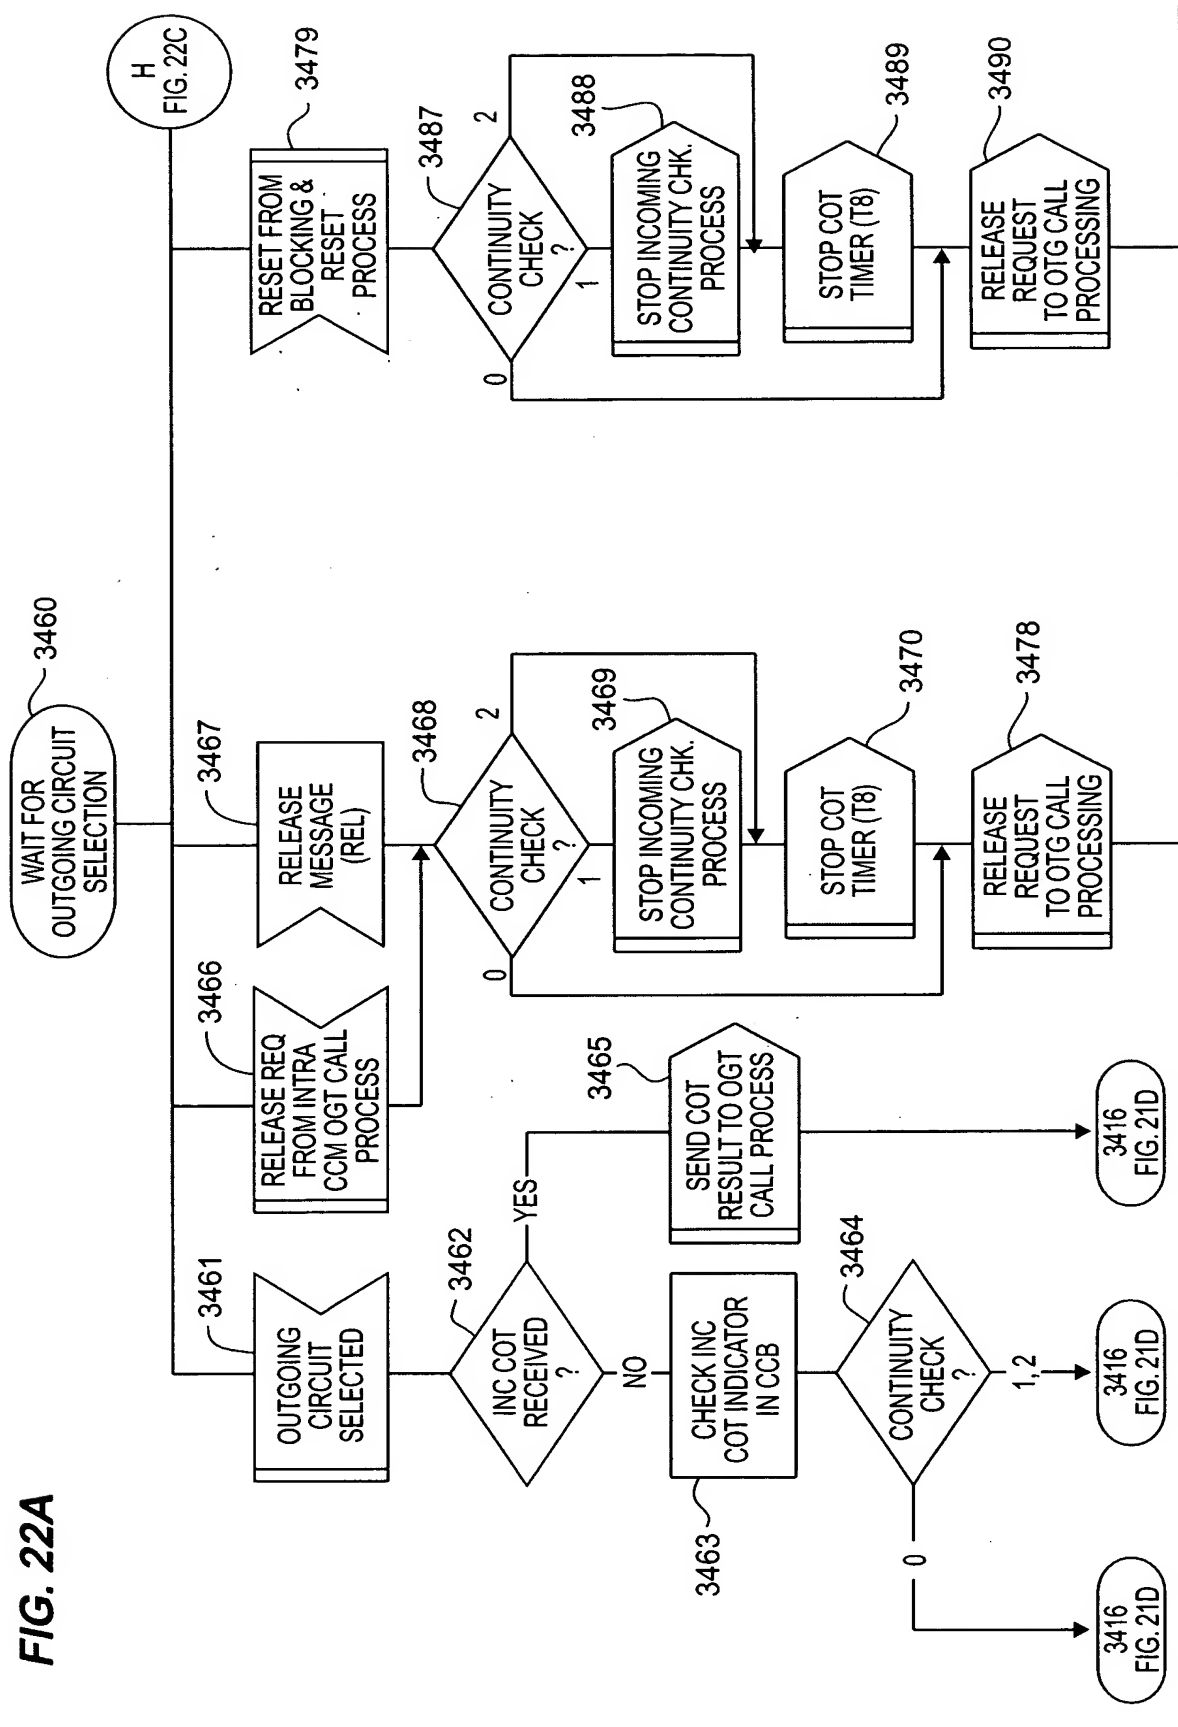 FIG. 22A
WAIT FOR
OUTGOING CIRCUIT
SELECTION
3460
H
FIG. 22C
OUTGOING
CIRCUIT
SELECTED
3461
RELEASE REQ
FROM INTRA
CCM OGT CALL
PROCESS
3466
RELEASE
MESSAGE
(REL)
3467
RESET FROM
BLOCKING &
RESET
PROCESS
3479
INC COT
RECEIVED
?
3462
YES
NO
CONTINUITY
CHECK
?
3468
0
1
2
CONTINUITY
CHECK
?
3487
0
1
2
CHECK INC
COT INDICATOR
IN CCB
3463
SEND COT
RESULT TO OGT
CALL PROCESS
3465
STOP INCOMING
CONTINUITY CHK.
PROCESS
3469
STOP INCOMING
CONTINUITY CHK.
PROCESS
3488
CONTINUITY
CHECK
?
3464
0
1, 2
STOP COT
TIMER (T8)
3470
STOP COT
TIMER (T8)
3489
RELEASE
REQUEST
TO OTG CALL
PROCESSING
3478
RELEASE
REQUEST
TO OTG CALL
PROCESSING
3490
3416
FIG. 21D
3416
FIG. 21D
3416
FIG. 21D